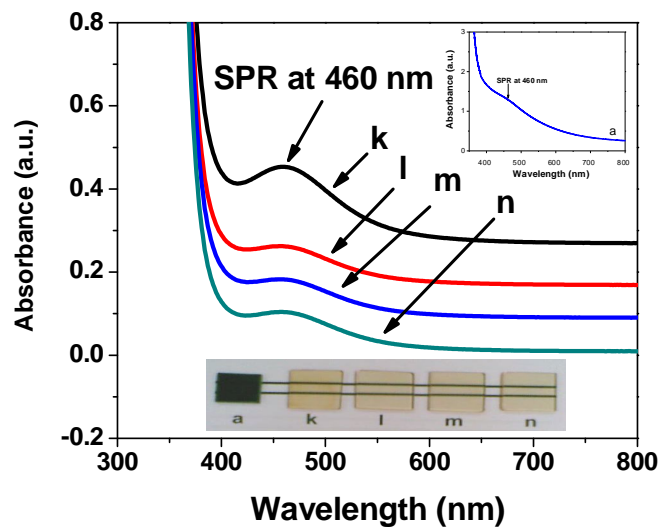 0.8
0.6
0.4
0.2
0.0
-0.2
Absorbance (a.u.)
SPR at 460 nm
k
l
m
n
3
2
1
0
Absorbance (a.u.)
SPR at 460 nm
a
400 500 600 700 800
Wavelength (nm)
a k l m n
300 400 500 600 700 800
Wavelength (nm)